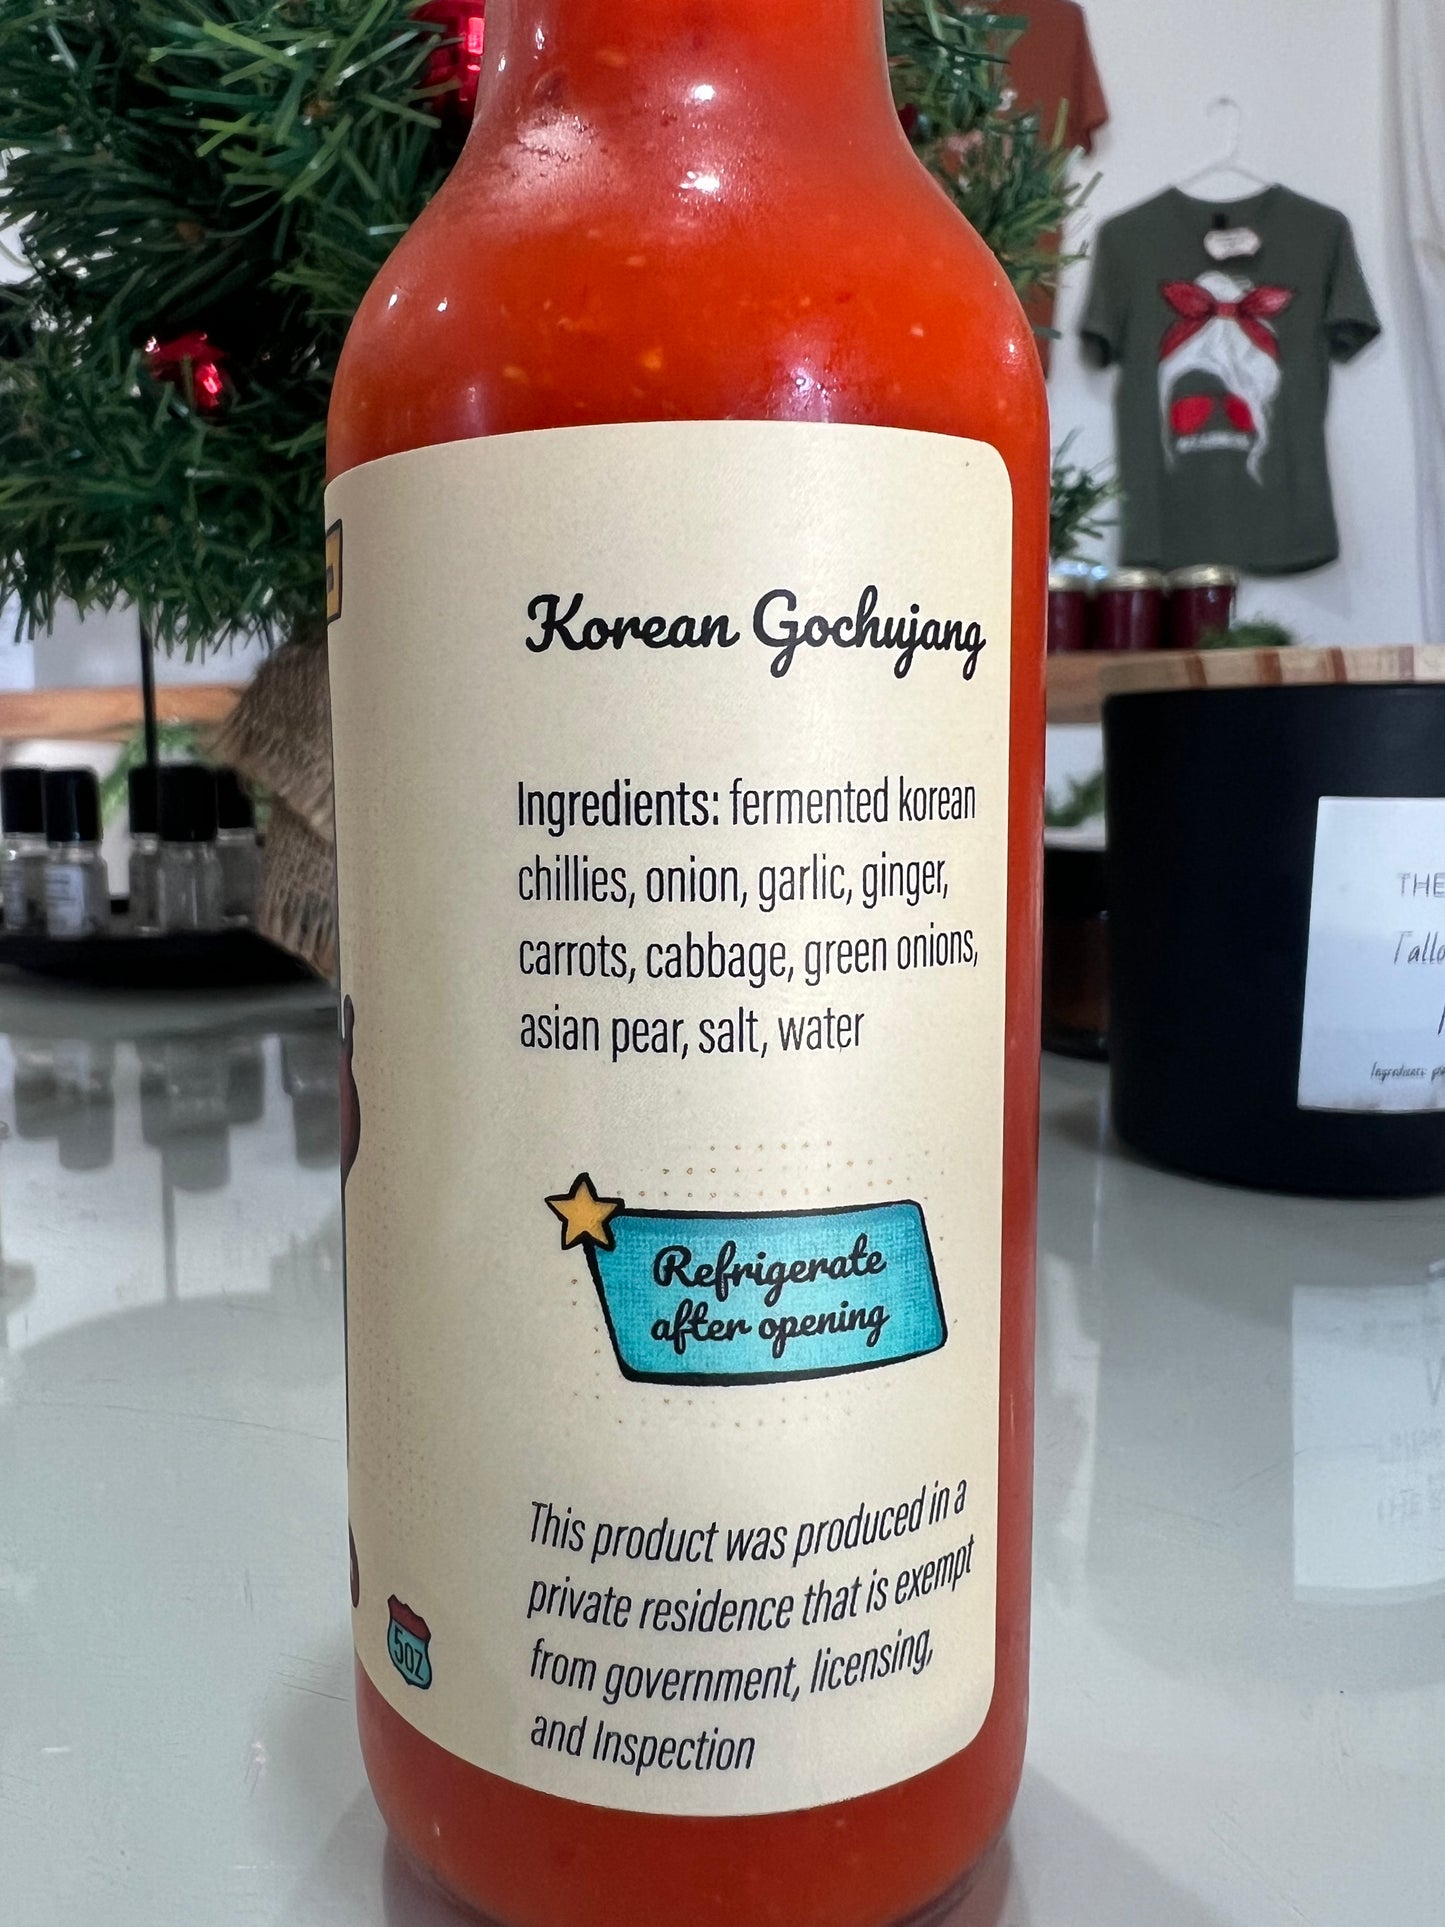 Korean Gochujang
Ingredients: fermented korean
chillies, onion, garlic, ginger,
carrots, cabbage, green onions,
asian pear, salt, water
Refrigerate
after opening
This product was produced in a
private residence that is exempt
from government, licensing,
and Inspection
5oz
THE